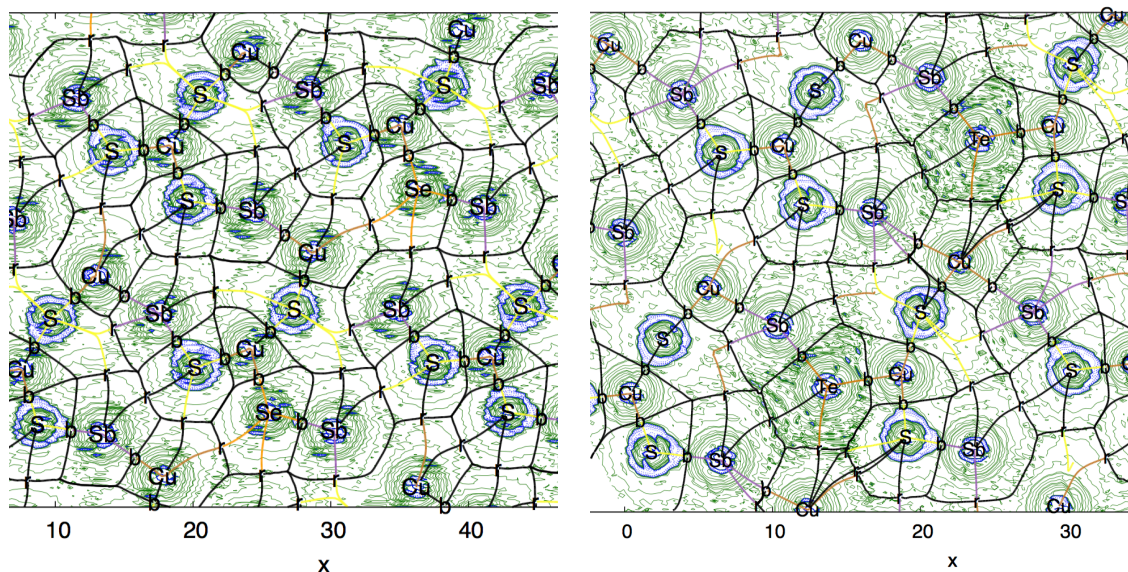 Cu
r r r
Cu b b
r b b r
S Sb S b Sb
Sb r r
b b b Cu
S b Cu S b
r r r b r
b Se b
S b Sb r Sb
r r
b b
r r Cu r
Cu b r r
b
S Sb r S Sb S
r r b r
b b b
S b Cu S b Cu
r r b r
b Se b
S b Sb r Sb
b
r Cu r r
Cu
b b
10 20 30 40
x
Cu
r r r
Cu b Cu b
S
Sb r Sb r
S b
b b Te b Cu
S b Cu
b b
r S b r r S b S
Sb
Sb b
r b Cu r
r b
Cu b r b
r r
b Sb S Sb
S b
r r b
b b S
Cu b Te b Cu
b r b r b
S
S b Sb b Sb
r b r r
Cu Cu
0 10 20 30
x